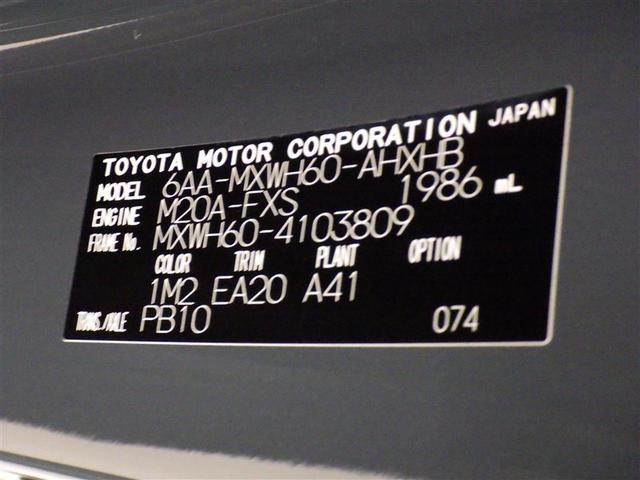 TOYOTA MOTOR CORPORATION JAPAN
MODEL 6AA-MXWH60-AHXHB
ENGINE M20A-FXS 1986 mL
FRAME No. MXWH60-4103809
COLOR TRIM PLANT OPTION
1M2 EA20 A41
TRANS./AXLE PB10 074